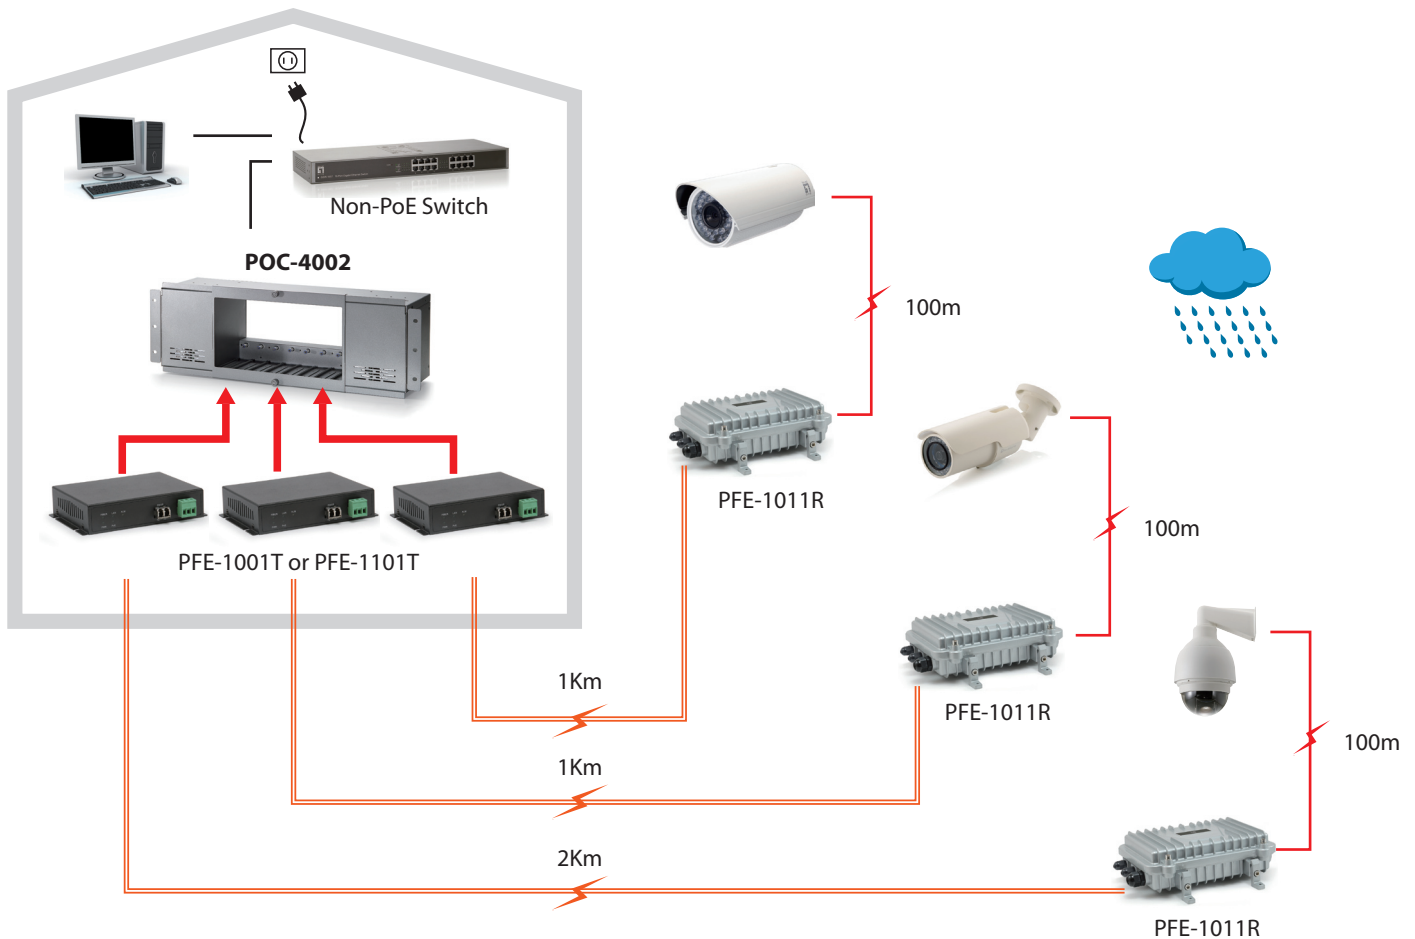 Non-PoE Switch
POC-4002
100m
PFE-1011R
100m
PFE-1001T or PFE-1101T
1Km
PFE-1011R
100m
1Km
2Km
PFE-1011R